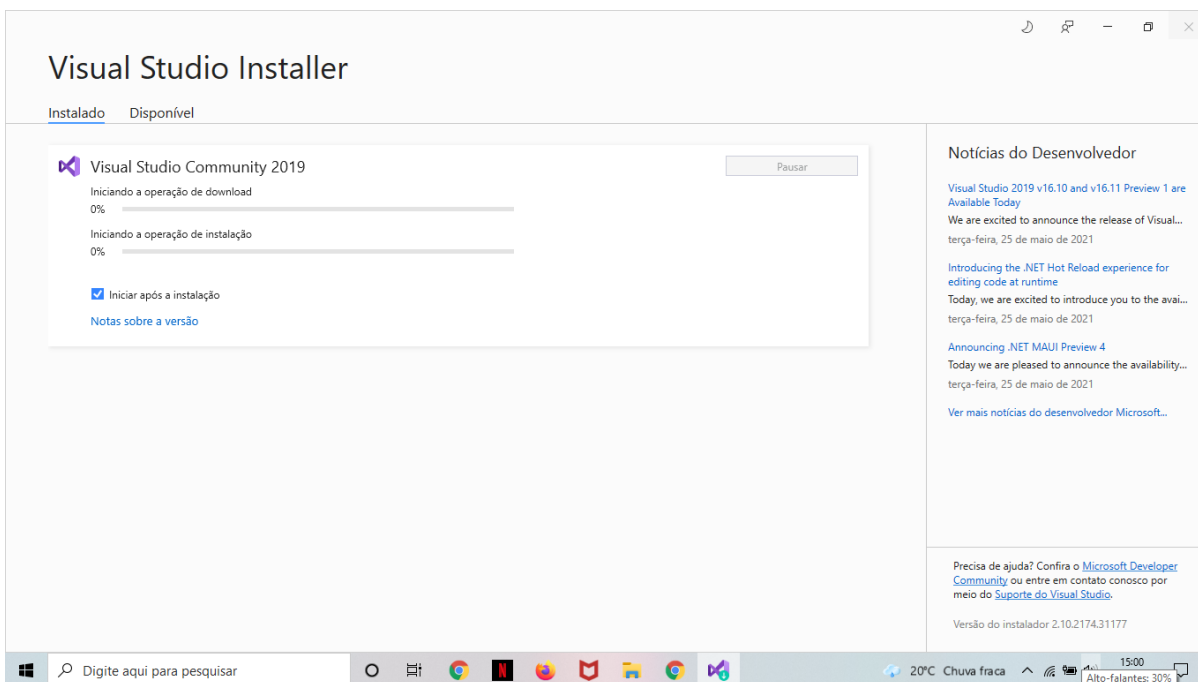 Visual Studio Installer
Instalado Disponível
Visual Studio Community 2019
Pausar
Iniciando a operação de download
0%
Iniciando a operação de instalação
0%
Iniciar após a instalação
Notas sobre a versão
Notícias do Desenvolvedor
Visual Studio 2019 v16.10 and v16.11 Preview 1 are
Available Today
We are excited to announce the release of Visual...
terça-feira, 25 de maio de 2021
Introducing the .NET Hot Reload experience for
editing code at runtime
Today, we are excited to introduce you to the avai...
terça-feira, 25 de maio de 2021
Announcing .NET MAUI Preview 4
Today we are pleased to announce the availability...
terça-feira, 25 de maio de 2021
Ver mais notícias do desenvolvedor Microsoft...
Precisa de ajuda? Confira o Microsoft Developer
Community ou entre em contato conosco por
meio do Suporte do Visual Studio.
Versão do instalador 2.10.2174.31177
Digite aqui para pesquisar
N
20°C Chuva fraca
15:00
Alto-falantes: 30%